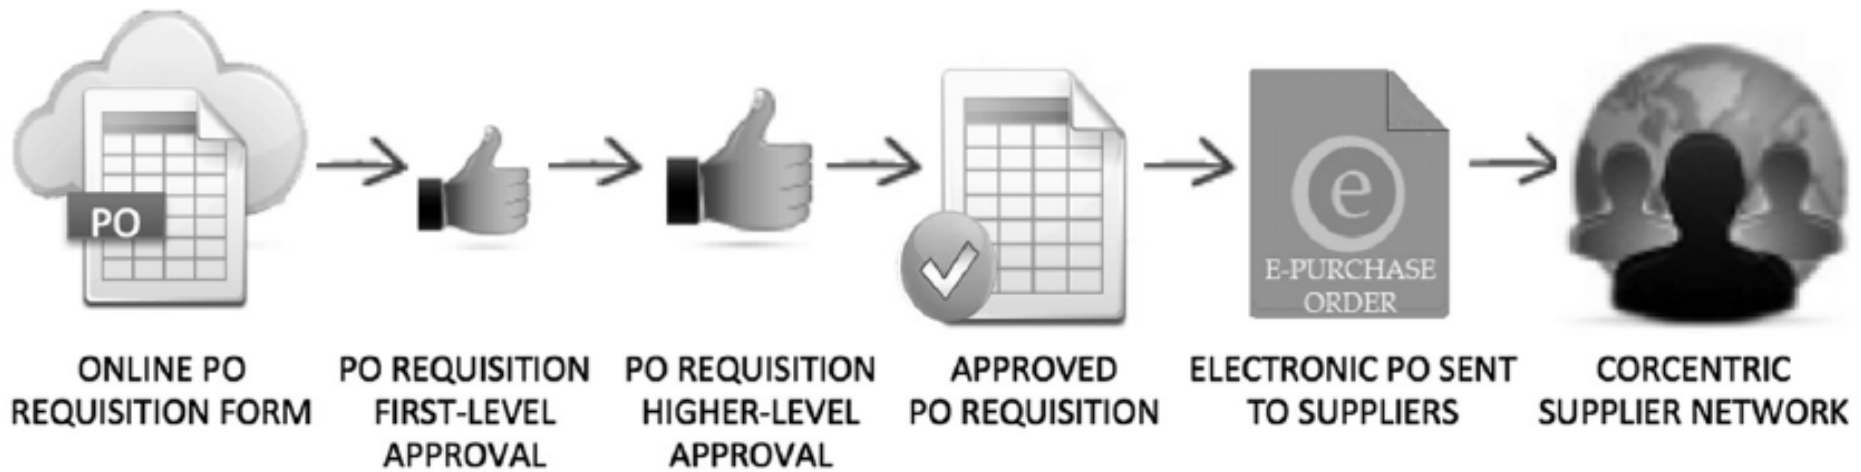 PO
e
E-PURCHASE
ORDER
ONLINE PO
REQUISITION FORM
PO REQUISITION
FIRST-LEVEL
APPROVAL
PO REQUISITION
HIGHER-LEVEL
APPROVAL
APPROVED
PO REQUISITION
ELECTRONIC PO SENT
TO SUPPLIERS
CORCENTRIC
SUPPLIER NETWORK